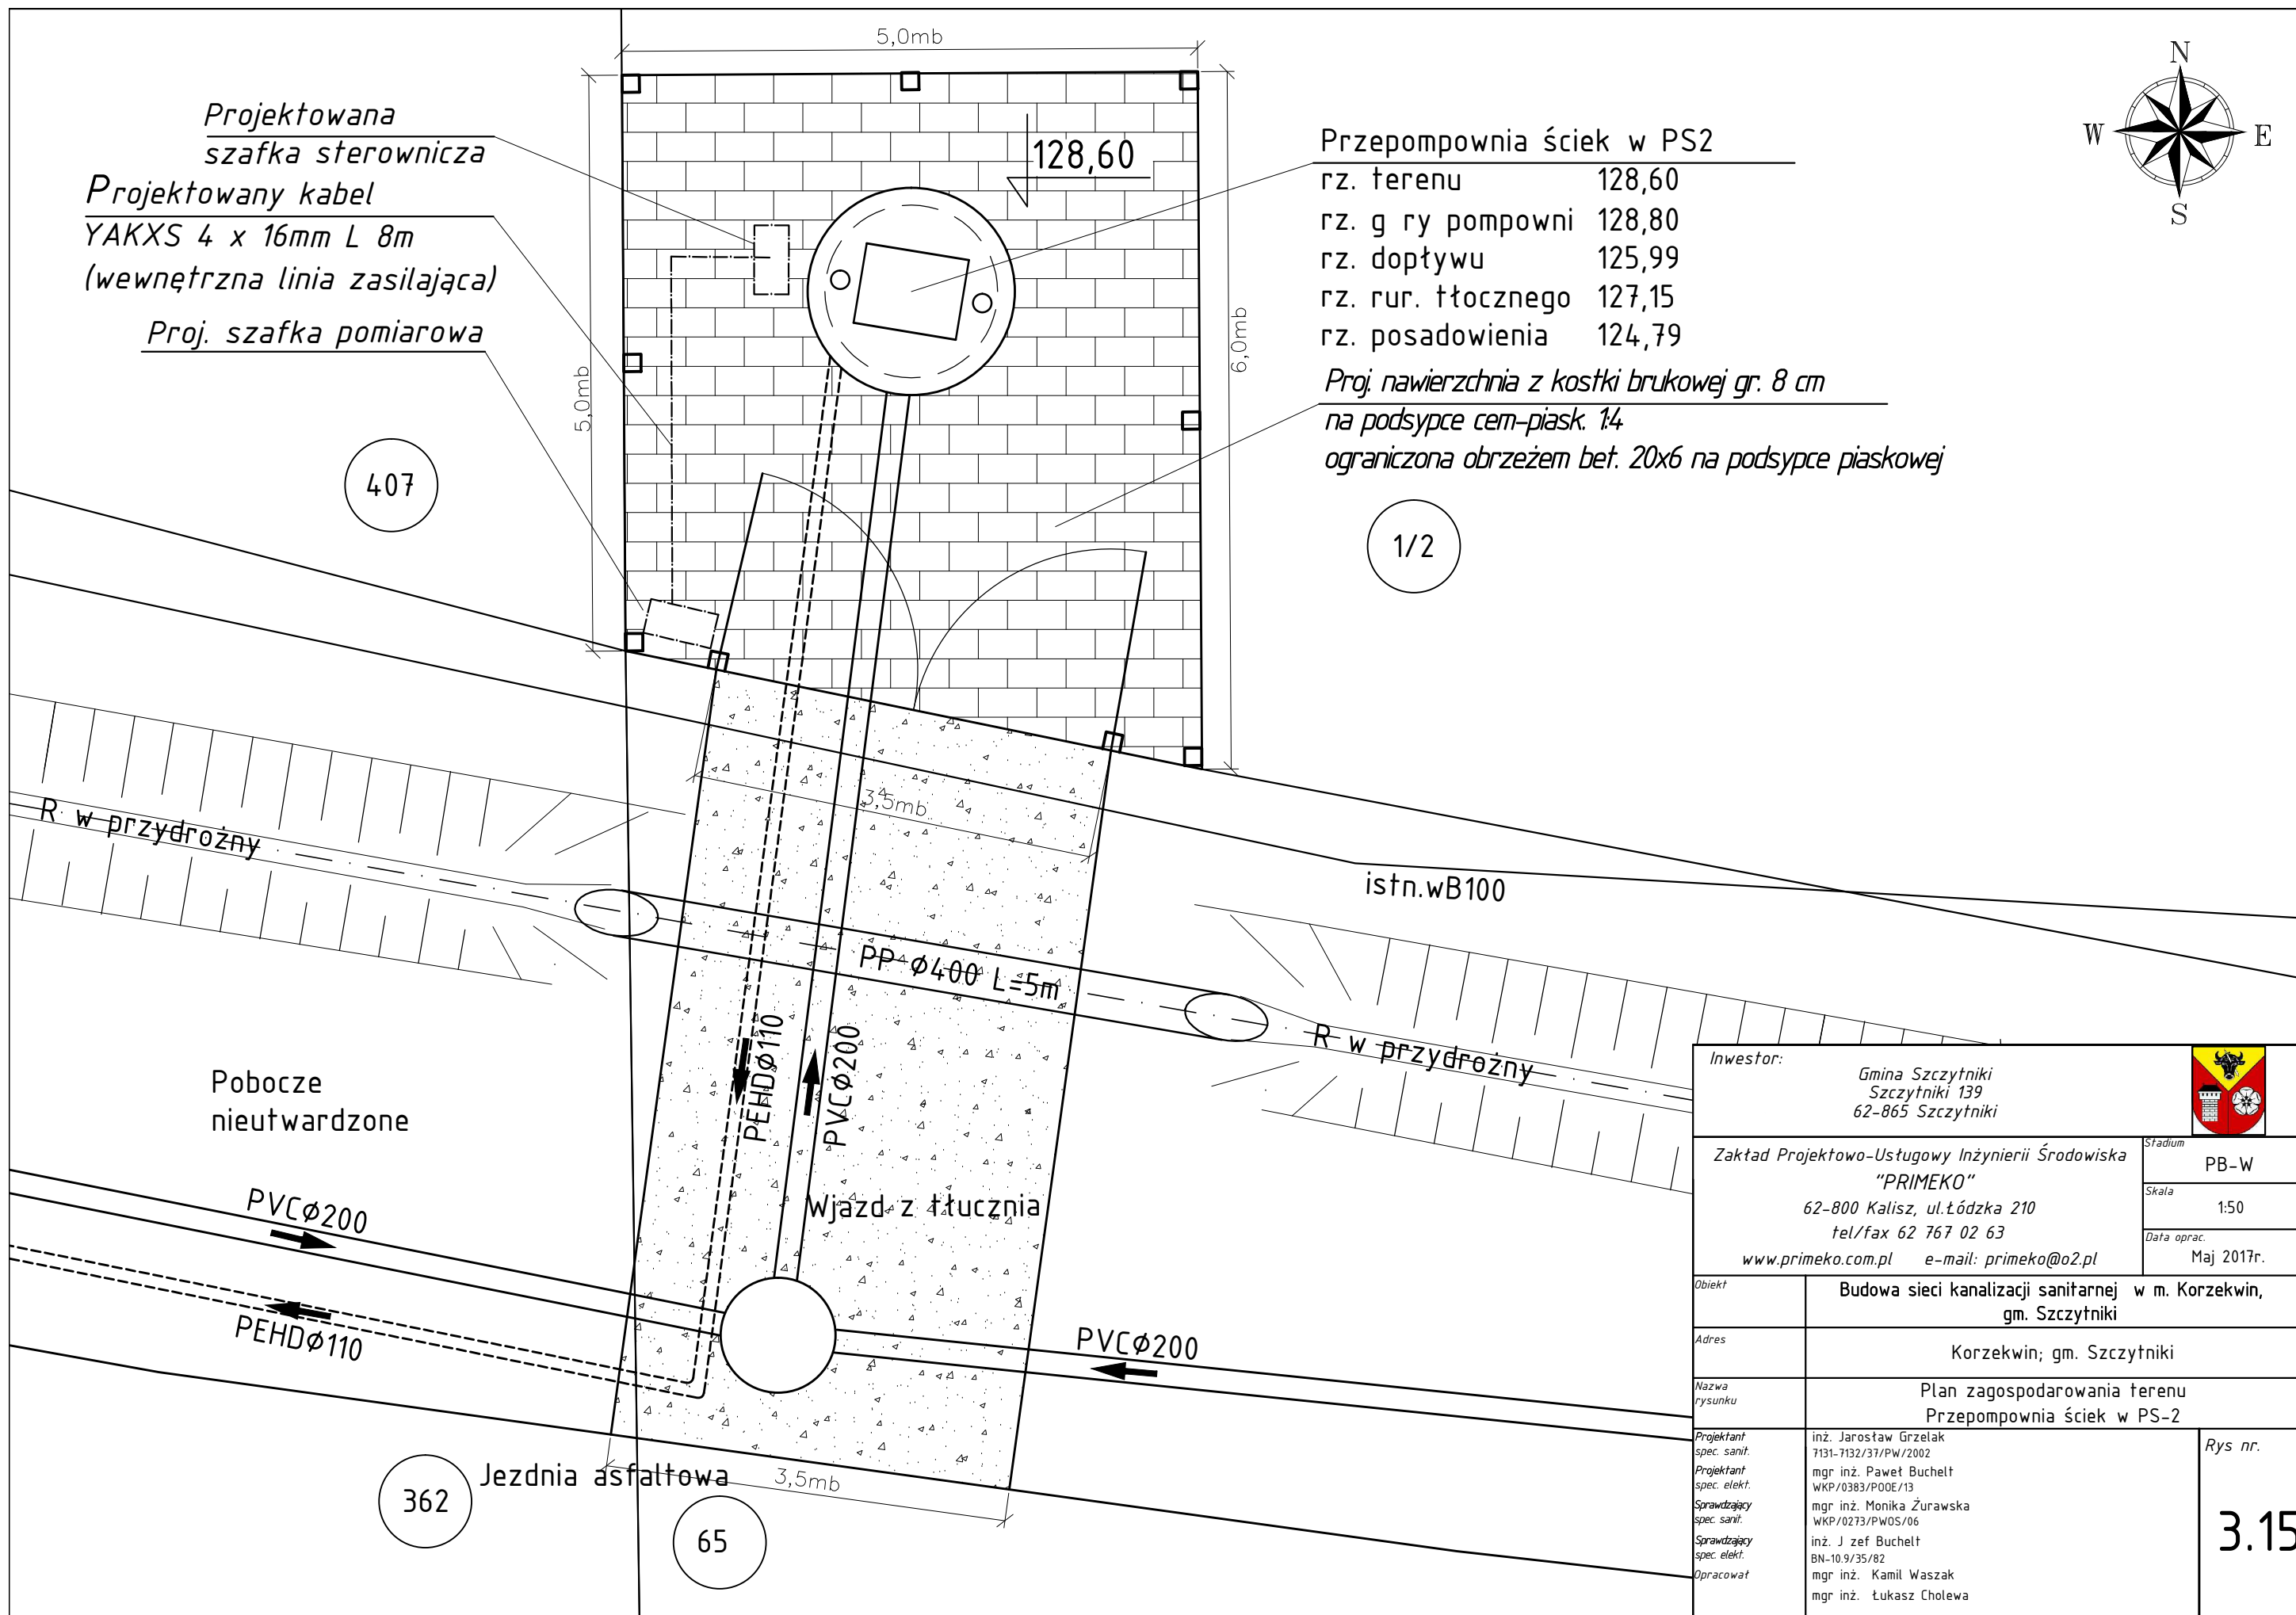 5,0mb
N
W
E
S
Projektowana
szafka sterownicza
Projektowany kabel
YAKXS 4 x 16mm L 8m
(wewnętrzna linia zasilająca)
Proj. szafka pomiarowa
128,60
Przepompownia ściek w PS2
rz. terenu 128,60
rz. g ry pompowni 128,80
rz. dopływu 125,99
rz. rur. tłocznego 127,15
rz. posadowienia 124,79
Proj. nawierzchnia z kostki brukowej gr. 8 cm
na podsypce cem-piask. 1:4
ograniczona obrzeżem bet. 20x6 na podsypce piaskowej
5,0mb
6,0mb
407
1/2
3,5mb
R w przydrożny
istn.wB100
PP ϕ400 L=5m
R w przydrożny
PEHDϕ110
PVCϕ200
Pobocze
nieutwardzone
Wjazd z tłucznia
PVCϕ200
PEHDϕ110
PVCϕ200
362
Jezdnia asfaltowa
3,5mb
65
Inwestor:
Gmina Szczytniki
Szczytniki 139
62-865 Szczytniki
Zakład Projektowo-Usługowy Inżynierii Środowiska
"PRIMEKO"
62-800 Kalisz, ul.Łódzka 210
tel/fax 62 767 02 63
www.primeko.com.pl e-mail: primeko@o2.pl
Stadium
PB-W
Skala
1:50
Data oprac.
Maj 2017r.
Obiekt
Budowa sieci kanalizacji sanitarnej w m. Korzekwin,
gm. Szczytniki
Adres
Korzekwin; gm. Szczytniki
Nazwa
rysunku
Plan zagospodarowania terenu
Przepompownia ściek w PS-2
Projektant
spec. sanit.
inż. Jarosław Grzelak
7131-7132/37/PW/2002
Projektant
spec. elekt.
mgr inż. Paweł Buchelt
WKP/0383/POOE/13
Sprawdzający
spec. sanit.
mgr inż. Monika Żurawska
WKP/0273/PWOS/06
Sprawdzający
spec. elekt.
inż. J zef Buchelt
BN-10.9/35/82
Opracował
mgr inż. Kamil Waszak
mgr inż. Łukasz Cholewa
Rys nr.
3.15